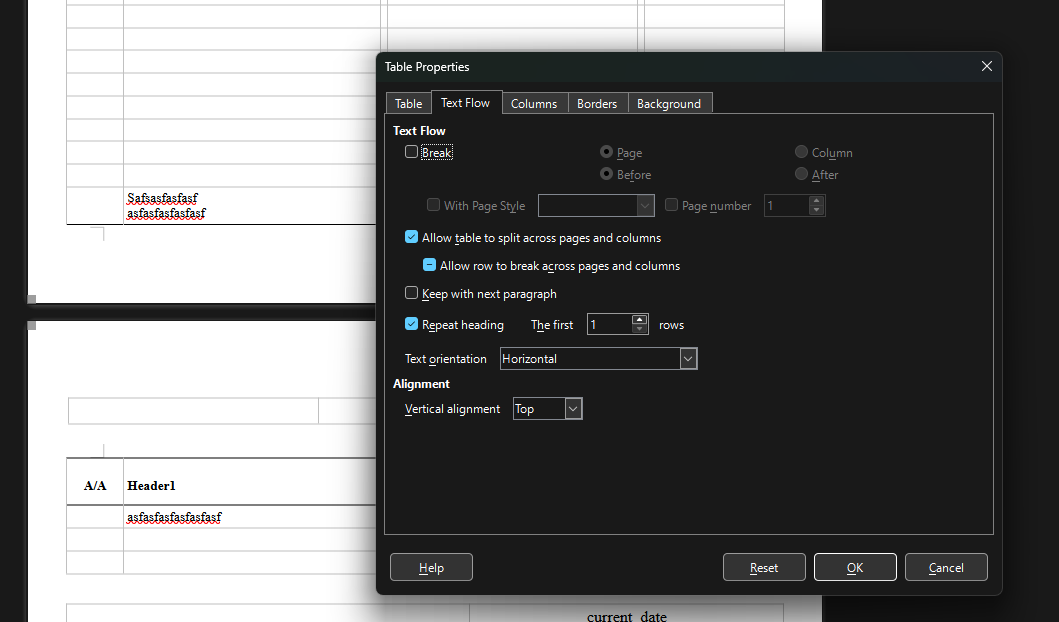 Table Properties
Table Text Flow Columns Borders Background
Text Flow
Break Page Column
Before After
With Page Style Page number 1
Allow table to split across pages and columns
Allow row to break across pages and columns
Keep with next paragraph
Repeat heading The first 1 rows
Text orientation Horizontal
Alignment
Vertical alignment Top
Help Reset OK Cancel
Safsasfasfasf
asfasfasfasfasf
A/A Header1
asfasfasfasfasfasf
current_date